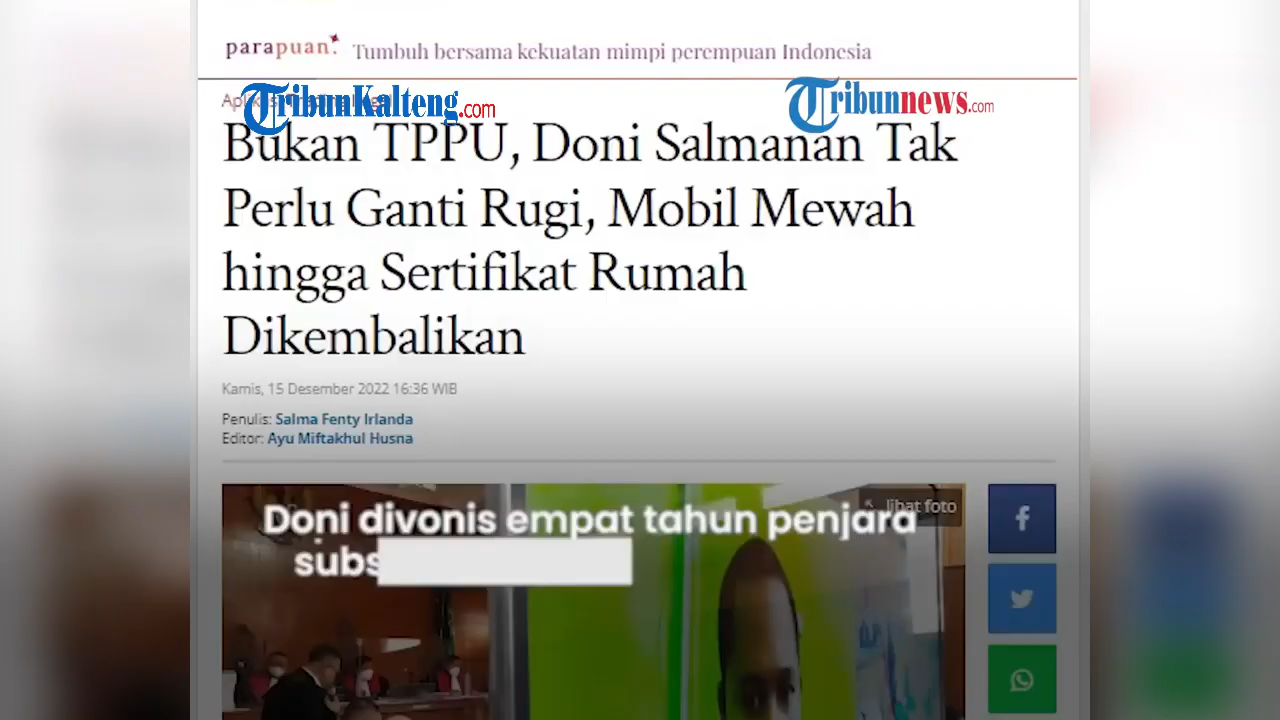 parapuan
Tumbuh bersama kekuatan mimpi perempuan Indonesia
TribunKalteng.com
Tribunnews.com
Bukan TPPU, Doni Salmanan Tak
Perlu Ganti Rugi, Mobil Mewah
hingga Sertifikat Rumah
Dikembalikan
Kamis, 15 Desember 2022 16:36 WIB
Penulis: Salma Fenty Irlanda
Editor: Ayu Miftakhul Husna
lihat foto
Doni divonis empat tahun penjara
subs